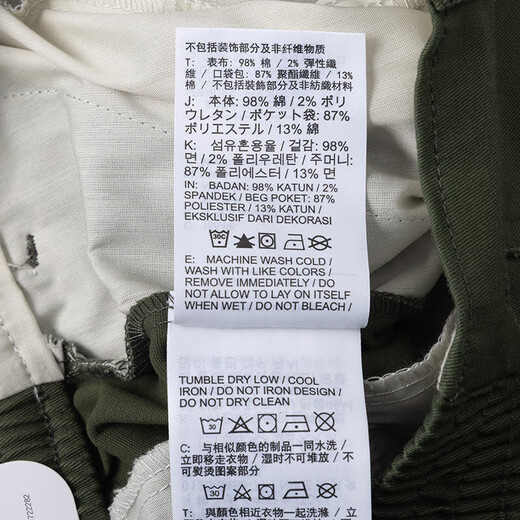 不包括装饰部分及非纤维物质
T: 表布: 98% 棉 / 2% 彈性纖
維 / 口袋包: 87% 聚酯纖維 / 13%
棉 / 不包括裝飾部分及非紡織材料
J: 本体: 98% 綿 / 2% ポリ
ウレタン / ポケット袋: 87%
ポリエステル / 13% 綿
K: 섬유혼용율 / 겉감: 98%
면 / 2% 폴리우레탄 / 주머니:
87% 폴리에스터 / 13% 면
IN: BADAN: 98% KATUN / 2%
SPANDEK / BEG POKET: 87%
POLIESTER / 13% KATUN /
EKSKLUSIF DARI DEKORASI
30C
E: MACHINE WASH COLD /
WASH WITH LIKE COLORS /
REMOVE IMMEDIATELY / DO
NOT ALLOW TO LAY ON ITSELF
WHEN WET / DO NOT BLEACH /
TUMBLE DRY LOW / COOL
IRON / DO NOT IRON DESIGN /
DO NOT DRY CLEAN
30
C: 与相似颜色的制品一同水洗 /
立即移走衣物 / 湿时不可堆放 / 不
可熨烫图案部分
30
T: 與顏色相近衣物一起洗滌 / 立